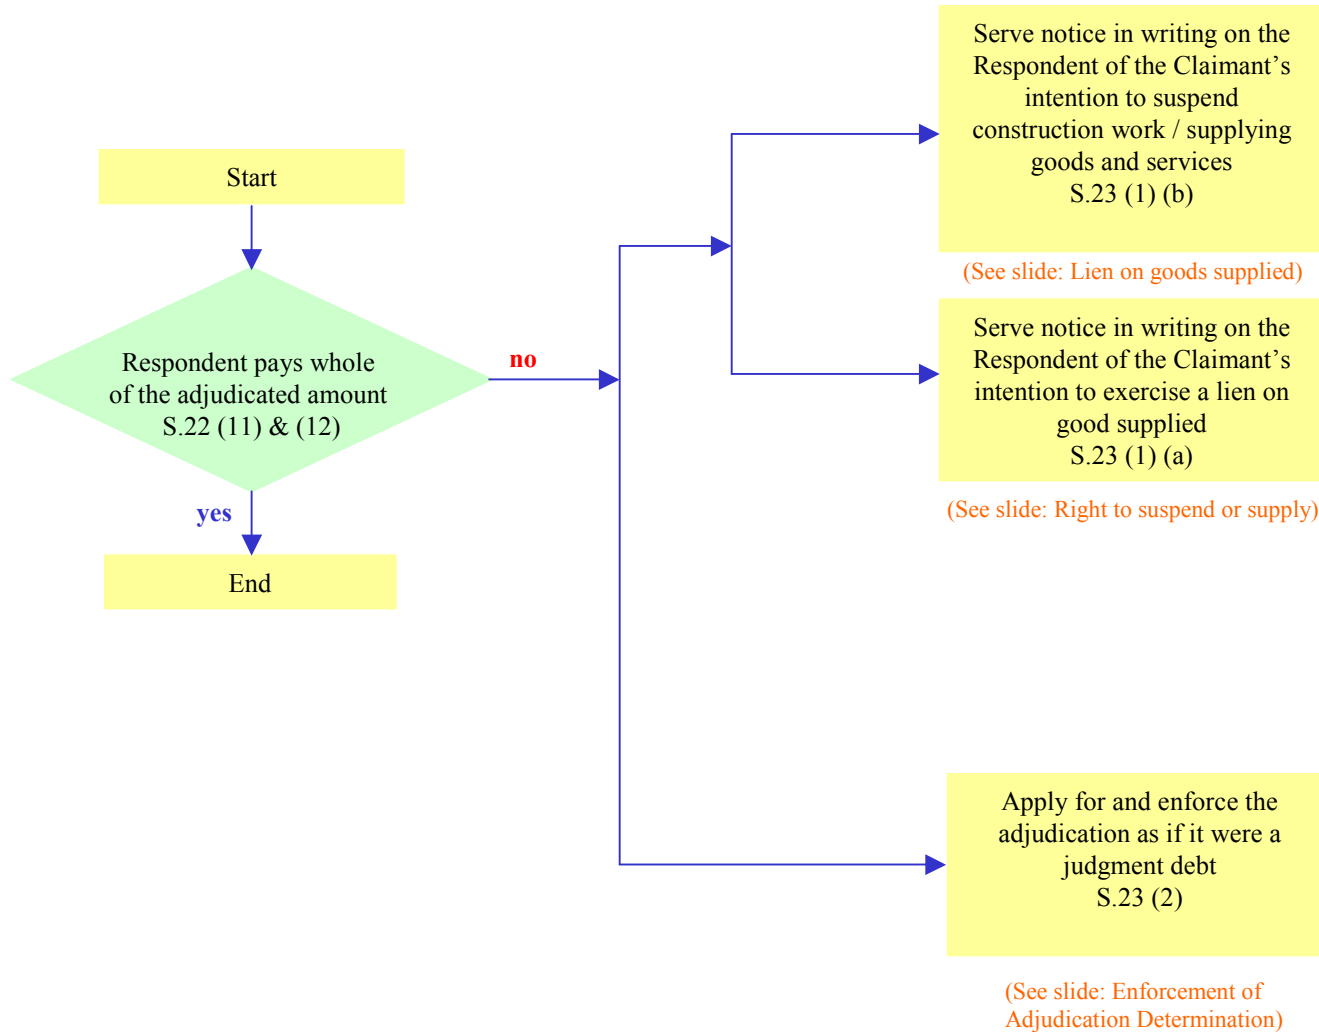 Start
Respondent pays whole
of the adjudicated amount
S.22 (11) & (12)
no
yes
End
Serve notice in writing on the
Respondent of the Claimant’s
intention to suspend
construction work / supplying
goods and services
S.23 (1) (b)
(See slide: Lien on goods supplied)
Serve notice in writing on the
Respondent of the Claimant’s
intention to exercise a lien on
good supplied
S.23 (1) (a)
(See slide: Right to suspend or supply)
Apply for and enforce the
adjudication as if it were a
judgment debt
S.23 (2)
(See slide: Enforcement of
Adjudication Determination)